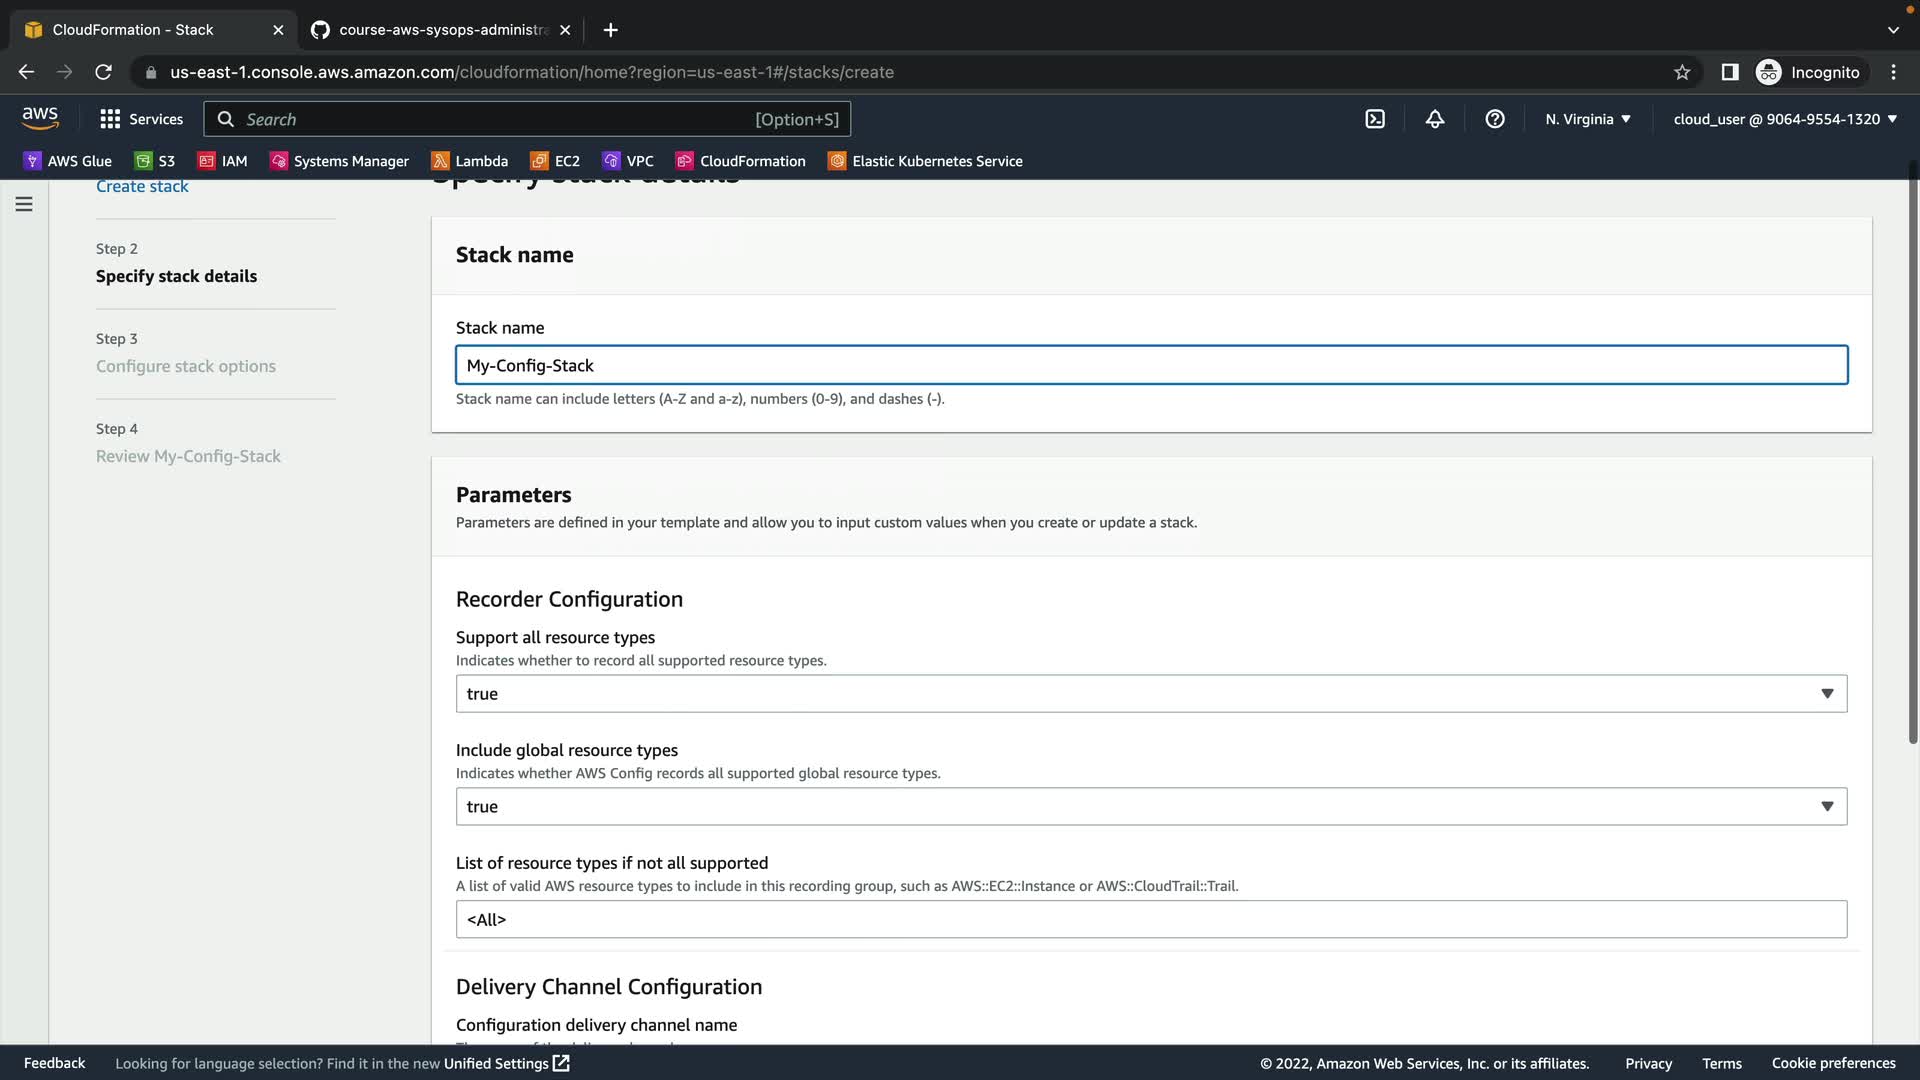 CloudFormation - Stack
course-aws-sysops-administra
us-east-1.console.aws.amazon.com/cloudformation/home?region=us-east-1#/stacks/create
Incognito
aws
Services
Search
[Option+S]
N. Virginia
cloud_user @ 9064-9554-1320
AWS Glue
S3
IAM
Systems Manager
Lambda
EC2
VPC
CloudFormation
Elastic Kubernetes Service
Create stack
Step 2
Specify stack details
Step 3
Configure stack options
Step 4
Review My-Config-Stack
Specify stack details
Stack name
Stack name
My-Config-Stack
Stack name can include letters (A-Z and a-z), numbers (0-9), and dashes (-).
Parameters
Parameters are defined in your template and allow you to input custom values when you create or update a stack.
Recorder Configuration
Support all resource types
Indicates whether to record all supported resource types.
true
Include global resource types
Indicates whether AWS Config records all supported global resource types.
true
List of resource types if not all supported
A list of valid AWS resource types to include in this recording group, such as AWS::EC2::Instance or AWS::CloudTrail::Trail.
<All>
Delivery Channel Configuration
Configuration delivery channel name
Feedback
Looking for language selection? Find it in the new Unified Settings
© 2022, Amazon Web Services, Inc. or its affiliates.
Privacy
Terms
Cookie preferences